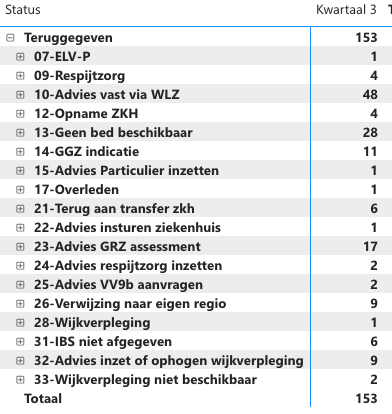 Status Kwartaal 3 T
Teruggegeven 153
07-ELV-P 1
09-Respijtzorg 4
10-Advies vast via WLZ 48
12-Opname ZKH 4
13-Geen bed beschikbaar 28
14-GGZ indicatie 11
15-Advies Particulier inzetten 1
17-Overleden 1
21-Terug aan transfer zkh 6
22-Advies insturen ziekenhuis 1
23-Advies GRZ assessment 17
24-Advies respijtzorg inzetten 2
25-Advies VV9b aanvragen 2
26-Verwijzing naar eigen regio 9
28-Wijkverpleging 1
31-IBS niet afgegeven 6
32-Advies inzet of ophogen wijkverpleging 9
33-Wijkverpleging niet beschikbaar 2
Totaal 153